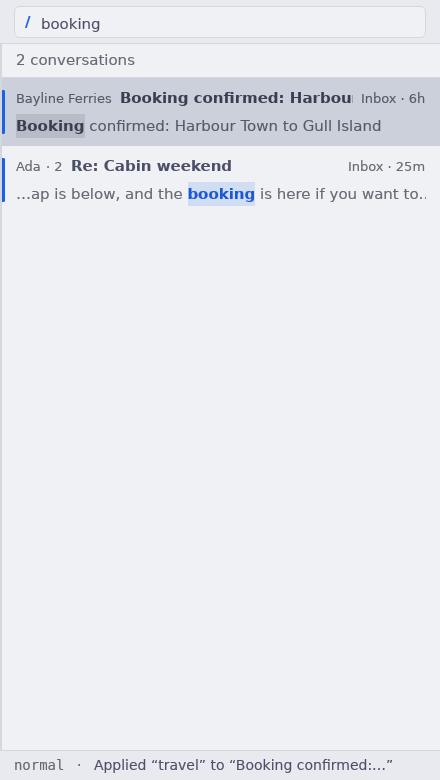 / booking
2 conversations
Bayline Ferries Booking confirmed: Harbou Inbox · 6h
Booking confirmed: Harbour Town to Gull Island
Ada · 2 Re: Cabin weekend Inbox · 25m
…ap is below, and the booking is here if you want to…
normal · Applied “travel” to “Booking confirmed:…”